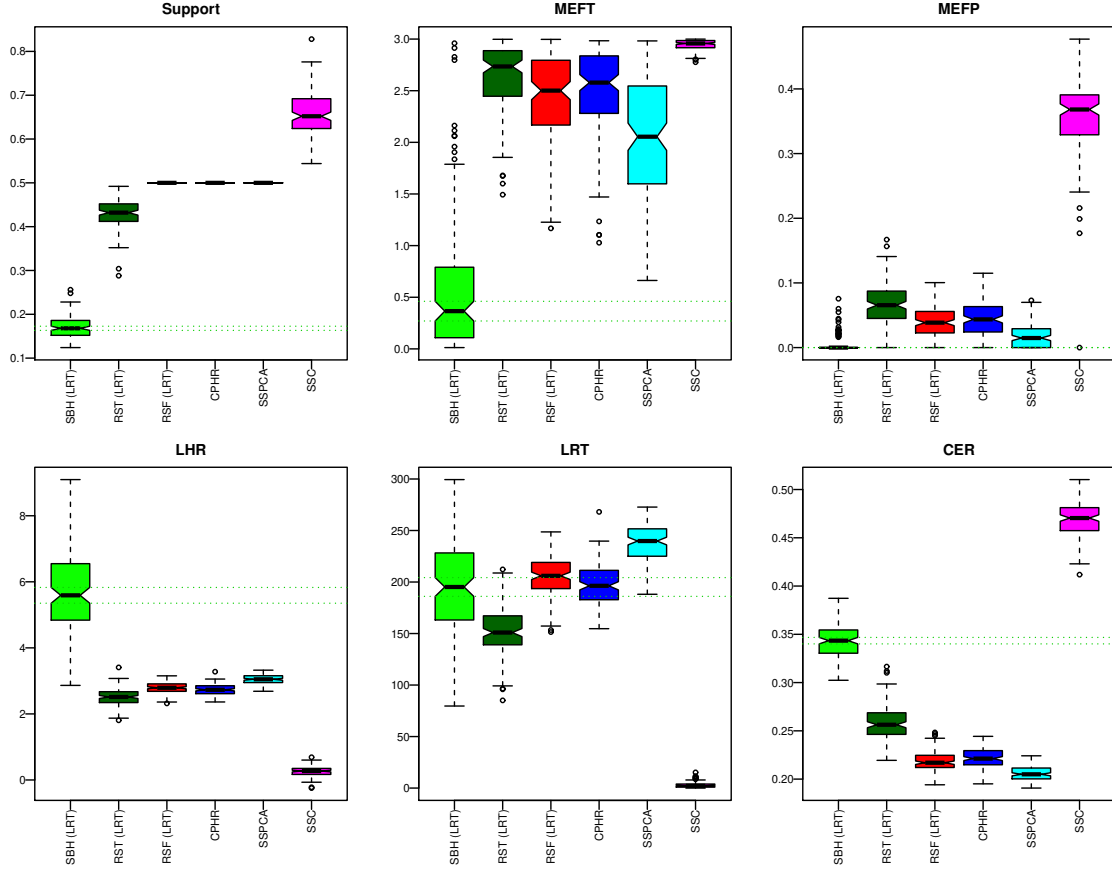 Support
0.8
0.7
0.6
0.5
0.4
0.3
0.2
0.1
SBH (LRT)
RST (LRT)
RSF (LRT)
CPHR
SSPCA
SSC
MEFT
3.0
2.5
2.0
1.5
1.0
0.5
0.0
SBH (LRT)
RST (LRT)
RSF (LRT)
CPHR
SSPCA
SSC
MEFP
0.4
0.3
0.2
0.1
0.0
SBH (LRT)
RST (LRT)
RSF (LRT)
CPHR
SSPCA
SSC
LHR
8
6
4
2
0
SBH (LRT)
RST (LRT)
RSF (LRT)
CPHR
SSPCA
SSC
LRT
300
250
200
150
100
50
0
SBH (LRT)
RST (LRT)
RSF (LRT)
CPHR
SSPCA
SSC
CER
0.50
0.45
0.40
0.35
0.30
0.25
0.20
SBH (LRT)
RST (LRT)
RSF (LRT)
CPHR
SSPCA
SSC